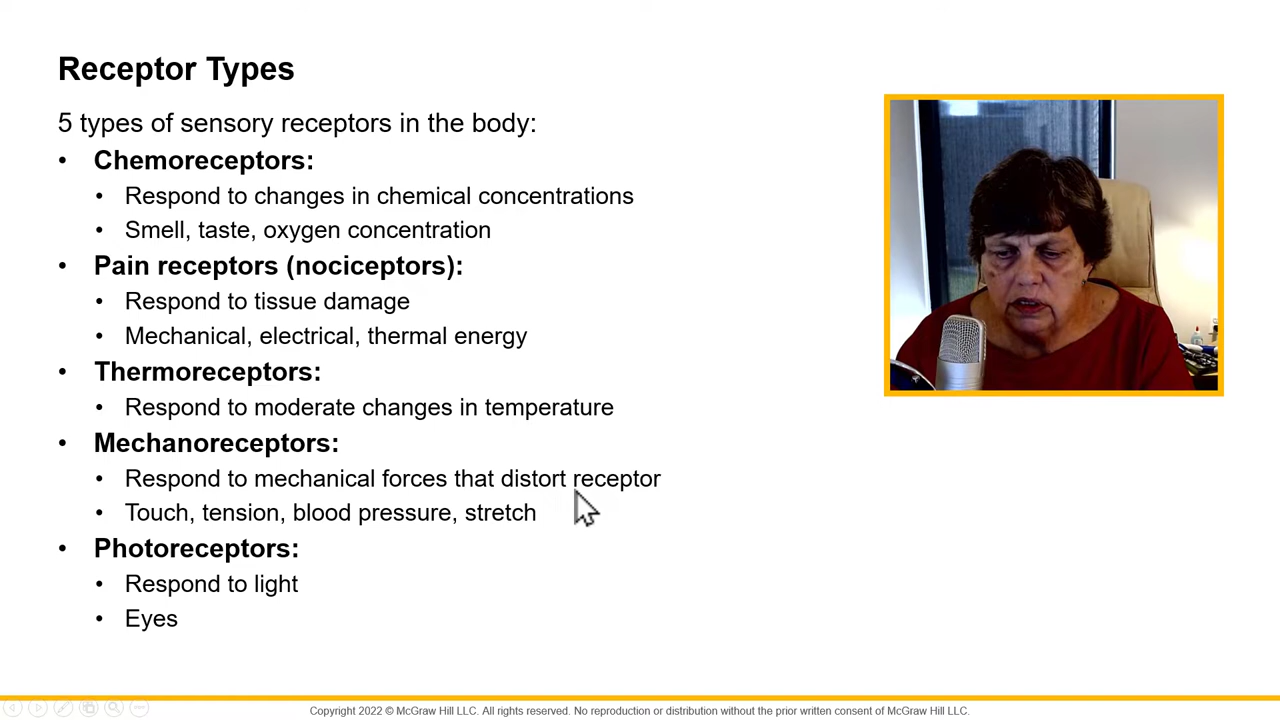 Receptor Types
5 types of sensory receptors in the body:
• Chemoreceptors:
• Respond to changes in chemical concentrations
• Smell, taste, oxygen concentration
• Pain receptors (nociceptors):
• Respond to tissue damage
• Mechanical, electrical, thermal energy
• Thermoreceptors:
• Respond to moderate changes in temperature
• Mechanoreceptors:
• Respond to mechanical forces that distort receptor
• Touch, tension, blood pressure, stretch
• Photoreceptors:
• Respond to light
• Eyes
Copyright 2022 © McGraw Hill LLC. All rights reserved. No reproduction or distribution without the prior written consent of McGraw Hill LLC.